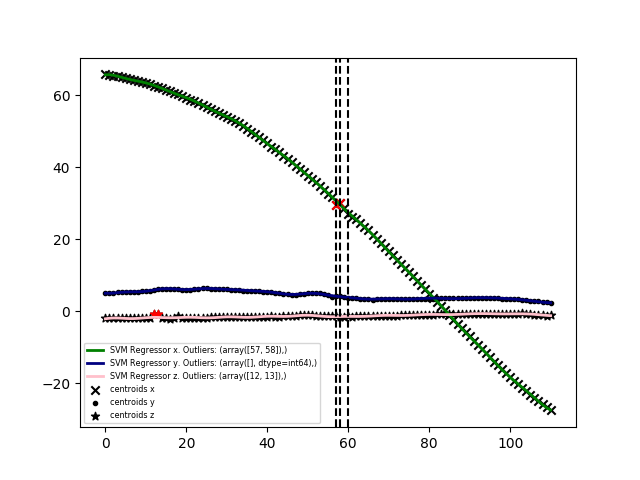 60
40
20
0
−20
SVM Regressor x. Outliers: (array([57, 58]),)
SVM Regressor y. Outliers: (array([], dtype=int64),)
SVM Regressor z. Outliers: (array([12, 13]),)
centroids x
centroids y
centroids z
0 20 40 60 80 100